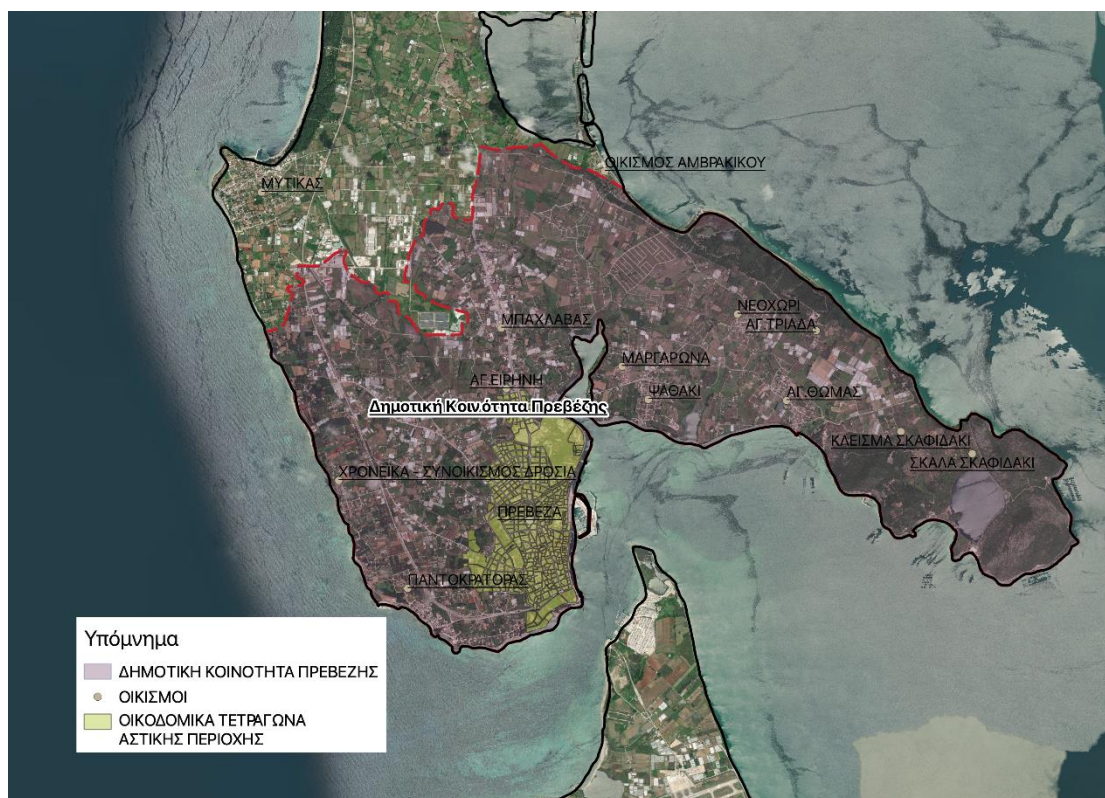 ΟΙΚΙΣΜΟΣ ΑΜΒΡΑΚΙΚΟΥ
ΜΥΤΙΚΑΣ
ΝΕΟΧΩΡΙ
ΜΠΑΧΛΑΒΑΣ
ΑΓ.ΤΡΙΑΔΑ
ΜΑΡΓΑΡΩΝΑ
ΑΓ.ΕΙΡΗΝΗ
ΨΑΘΑΚΙ
ΑΓ.ΘΩΜΑΣ
Δημοτική Κοινότητα Πρεβέζης
ΚΛΕΙΣΜΑ ΣΚΑΦΙΔΑΚΙ
ΣΚΑΛΑ ΣΚΑΦΙΔΑΚΙ
ΧΡΟΝΕΪΚΑ - ΣΥΝΟΙΚΙΣΜΟΣ ΔΡΟΣΙΑ
ΠΡΕΒΕΖΑ
ΠΑΝΤΟΚΡΑΤΟΡΑΣ
Υπόμνημα
ΔΗΜΟΤΙΚΗ ΚΟΙΝΟΤΗΤΑ ΠΡΕΒΕΖΗΣ
ΟΙΚΙΣΜΟΙ
ΟΙΚΟΔΟΜΙΚΑ ΤΕΤΡΑΓΩΝΑ
ΑΣΤΙΚΗΣ ΠΕΡΙΟΧΗΣ